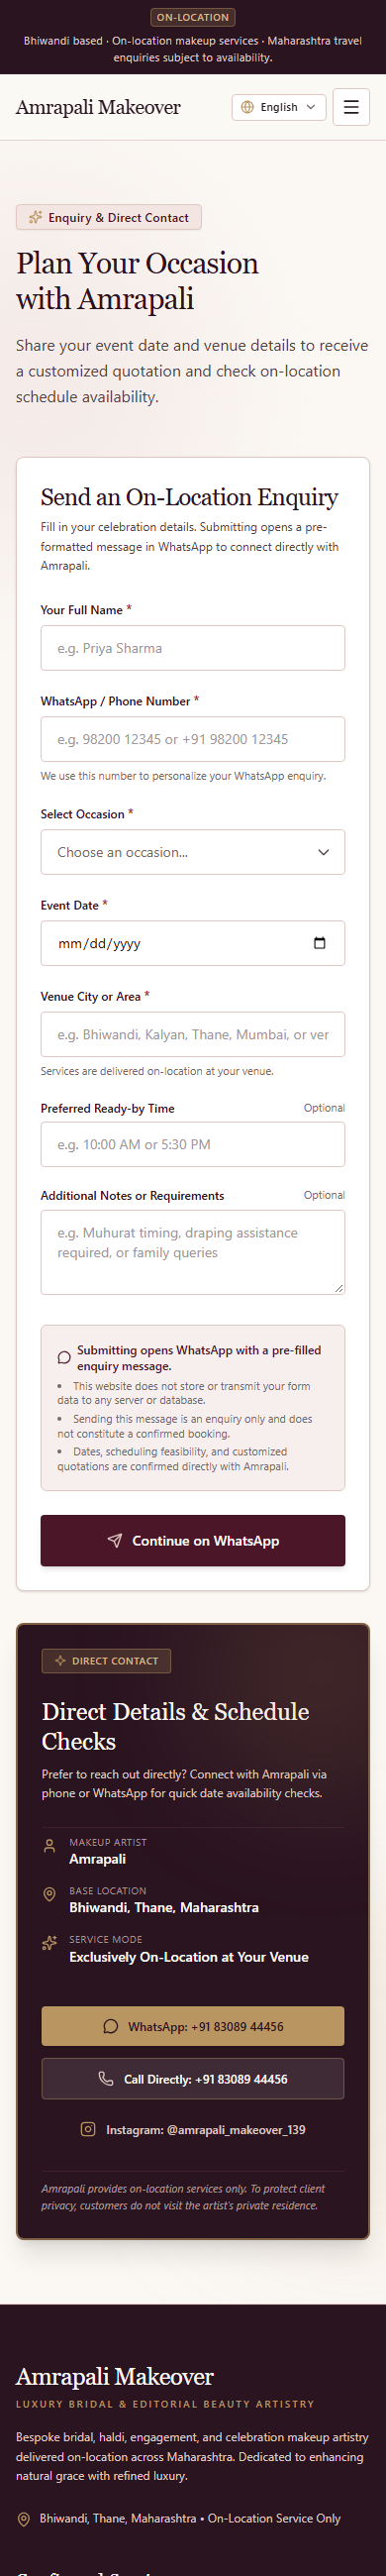 ON-LOCATION
Bhiwandi based · On-location makeup services · Maharashtra travel
enquiries subject to availability.
Amrapali Makeover
English
Enquiry & Direct Contact
Plan Your Occasion
with Amrapali
Share your event date and venue details to receive
a customized quotation and check on-location
schedule availability.
Send an On-Location Enquiry
Fill in your celebration details. Submitting opens a pre-
formatted message in WhatsApp to connect directly with
Amrapali.
Your Full Name *
e.g. Priya Sharma
WhatsApp / Phone Number *
e.g. 98200 12345 or +91 98200 12345
We use this number to personalize your WhatsApp enquiry.
Select Occasion *
Choose an occasion...
Event Date *
mm/dd/yyyy
Venue City or Area *
e.g. Bhiwandi, Kalyan, Thane, Mumbai, or ver
Services are delivered on-location at your venue.
Preferred Ready-by Time Optional
e.g. 10:00 AM or 5:30 PM
Additional Notes or Requirements Optional
e.g. Muhurat timing, draping assistance
required, or family queries
Submitting opens WhatsApp with a pre-filled
enquiry message.
• This website does not store or transmit your form
data to any server or database.
• Sending this message is an enquiry only and does
not constitute a confirmed booking.
• Dates, scheduling feasibility, and customized
quotations are confirmed directly with Amrapali.
Continue on WhatsApp
DIRECT CONTACT
Direct Details & Schedule
Checks
Prefer to reach out directly? Connect with Amrapali via
phone or WhatsApp for quick date availability checks.
MAKEUP ARTIST
Amrapali
BASE LOCATION
Bhiwandi, Thane, Maharashtra
SERVICE MODE
Exclusively On-Location at Your Venue
WhatsApp: +91 83089 44456
Call Directly: +91 83089 44456
Instagram: @amrapali_makeover_139
Amrapali provides on-location services only. To protect client
privacy, customers do not visit the artist's private residence.
Amrapali Makeover
LUXURY BRIDAL & EDITORIAL BEAUTY ARTISTRY
Bespoke bridal, haldi, engagement, and celebration makeup artistry
delivered on-location across Maharashtra. Dedicated to enhancing
natural grace with refined luxury.
Bhiwandi, Thane, Maharashtra • On-Location Service Only